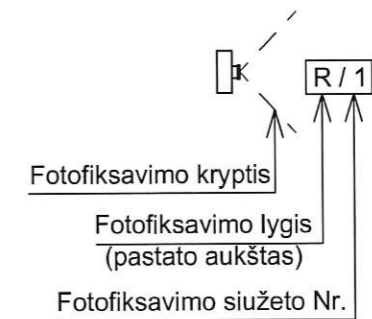 R / 1
Fotofiksavimo kryptis
Fotofiksavimo lygis
(pastato aukštas)
Fotofiksavimo siužeto Nr.